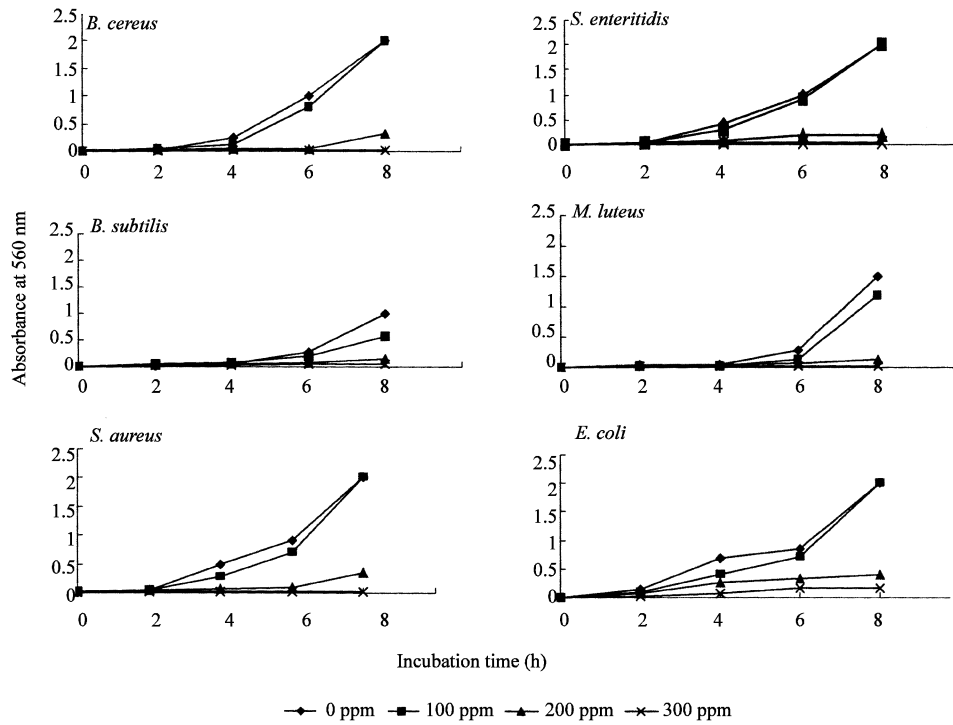 B. cereus
2.5
2
1.5
1
0.5
0
0 2 4 6 8
S. enteritidis
2.5
2
1.5
1
0.5
0
0 2 4 6 8
B. subtilis
2.5
2
1.5
1
0.5
0
0 2 4 6 8
M. luteus
2.5
2
1.5
1
0.5
0
0 2 4 6 8
S. aureus
2.5
2
1.5
1
0.5
0
0 2 4 6 8
E. coli
2.5
2
1.5
1
0.5
0
0 2 4 6 8
Absorbance at 560 nm
Incubation time (h)
0 ppm 100 ppm 200 ppm 300 ppm